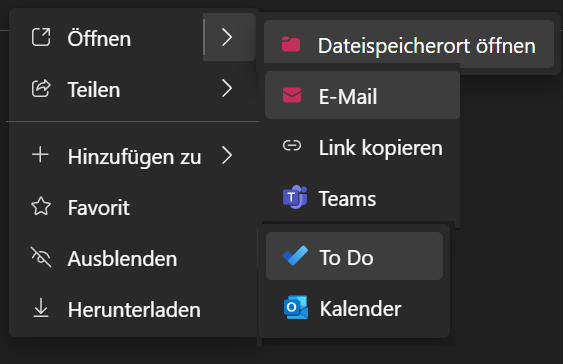 Öffnen
Dateispeicherort öffnen
Teilen
E-Mail
Link kopieren
Teams
Hinzufügen zu
To Do
Kalender
Favorit
Ausblenden
Herunterladen